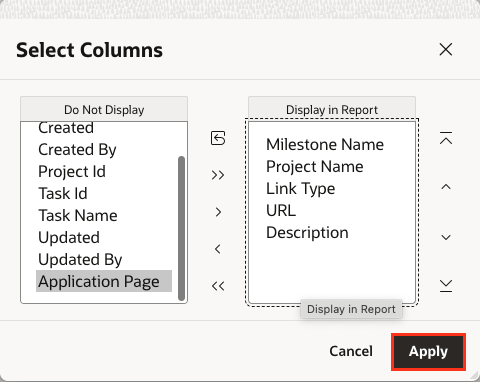 Select Columns
Do Not Display
Created
Created By
Project Id
Task Id
Task Name
Updated
Updated By
Application Page
Display in Report
Milestone Name
Project Name
Link Type
URL
Description
Display in Report
Cancel
Apply